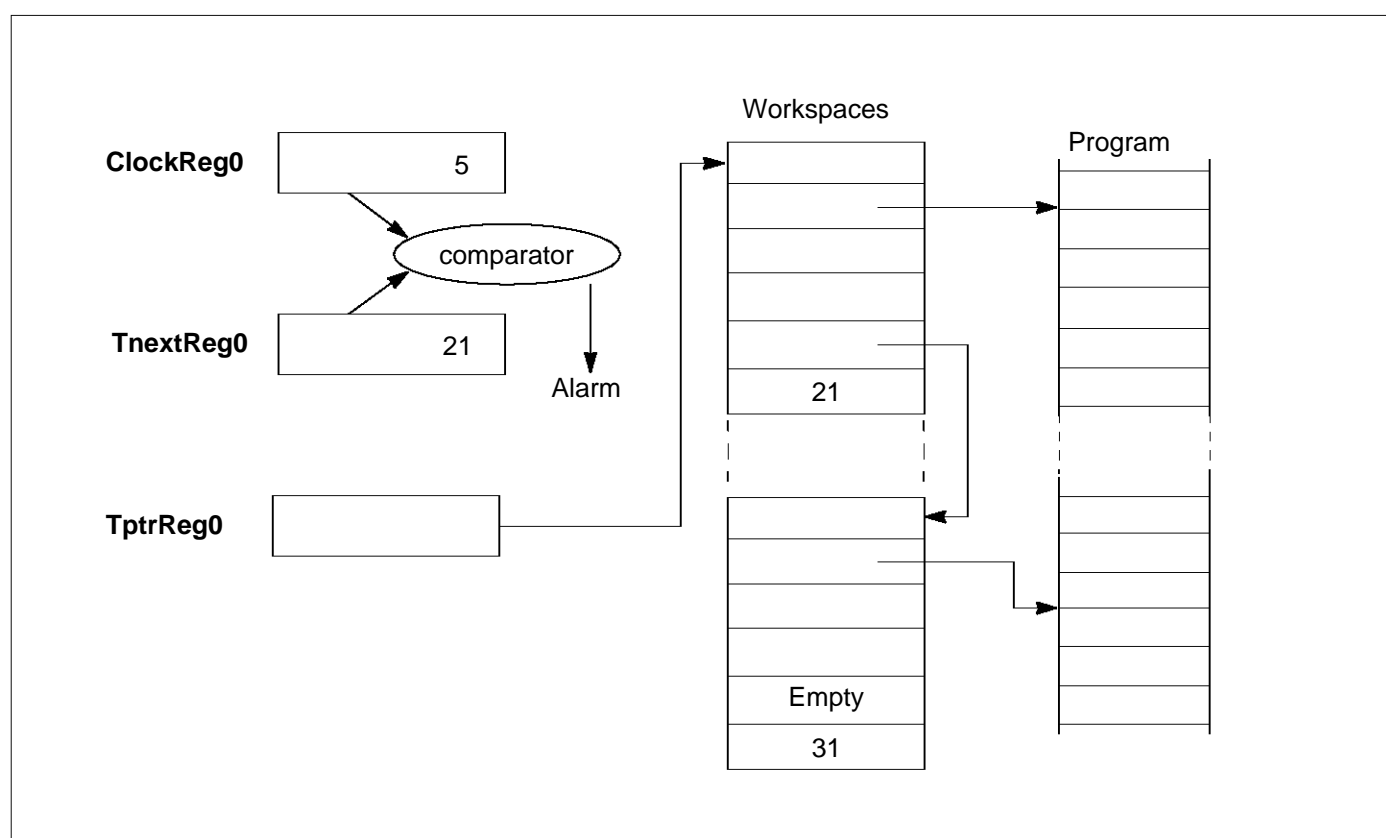 Workspaces
Program
ClockReg0
5
comparator
TnextReg0
21
Alarm
21
TptrReg0
Empty
31